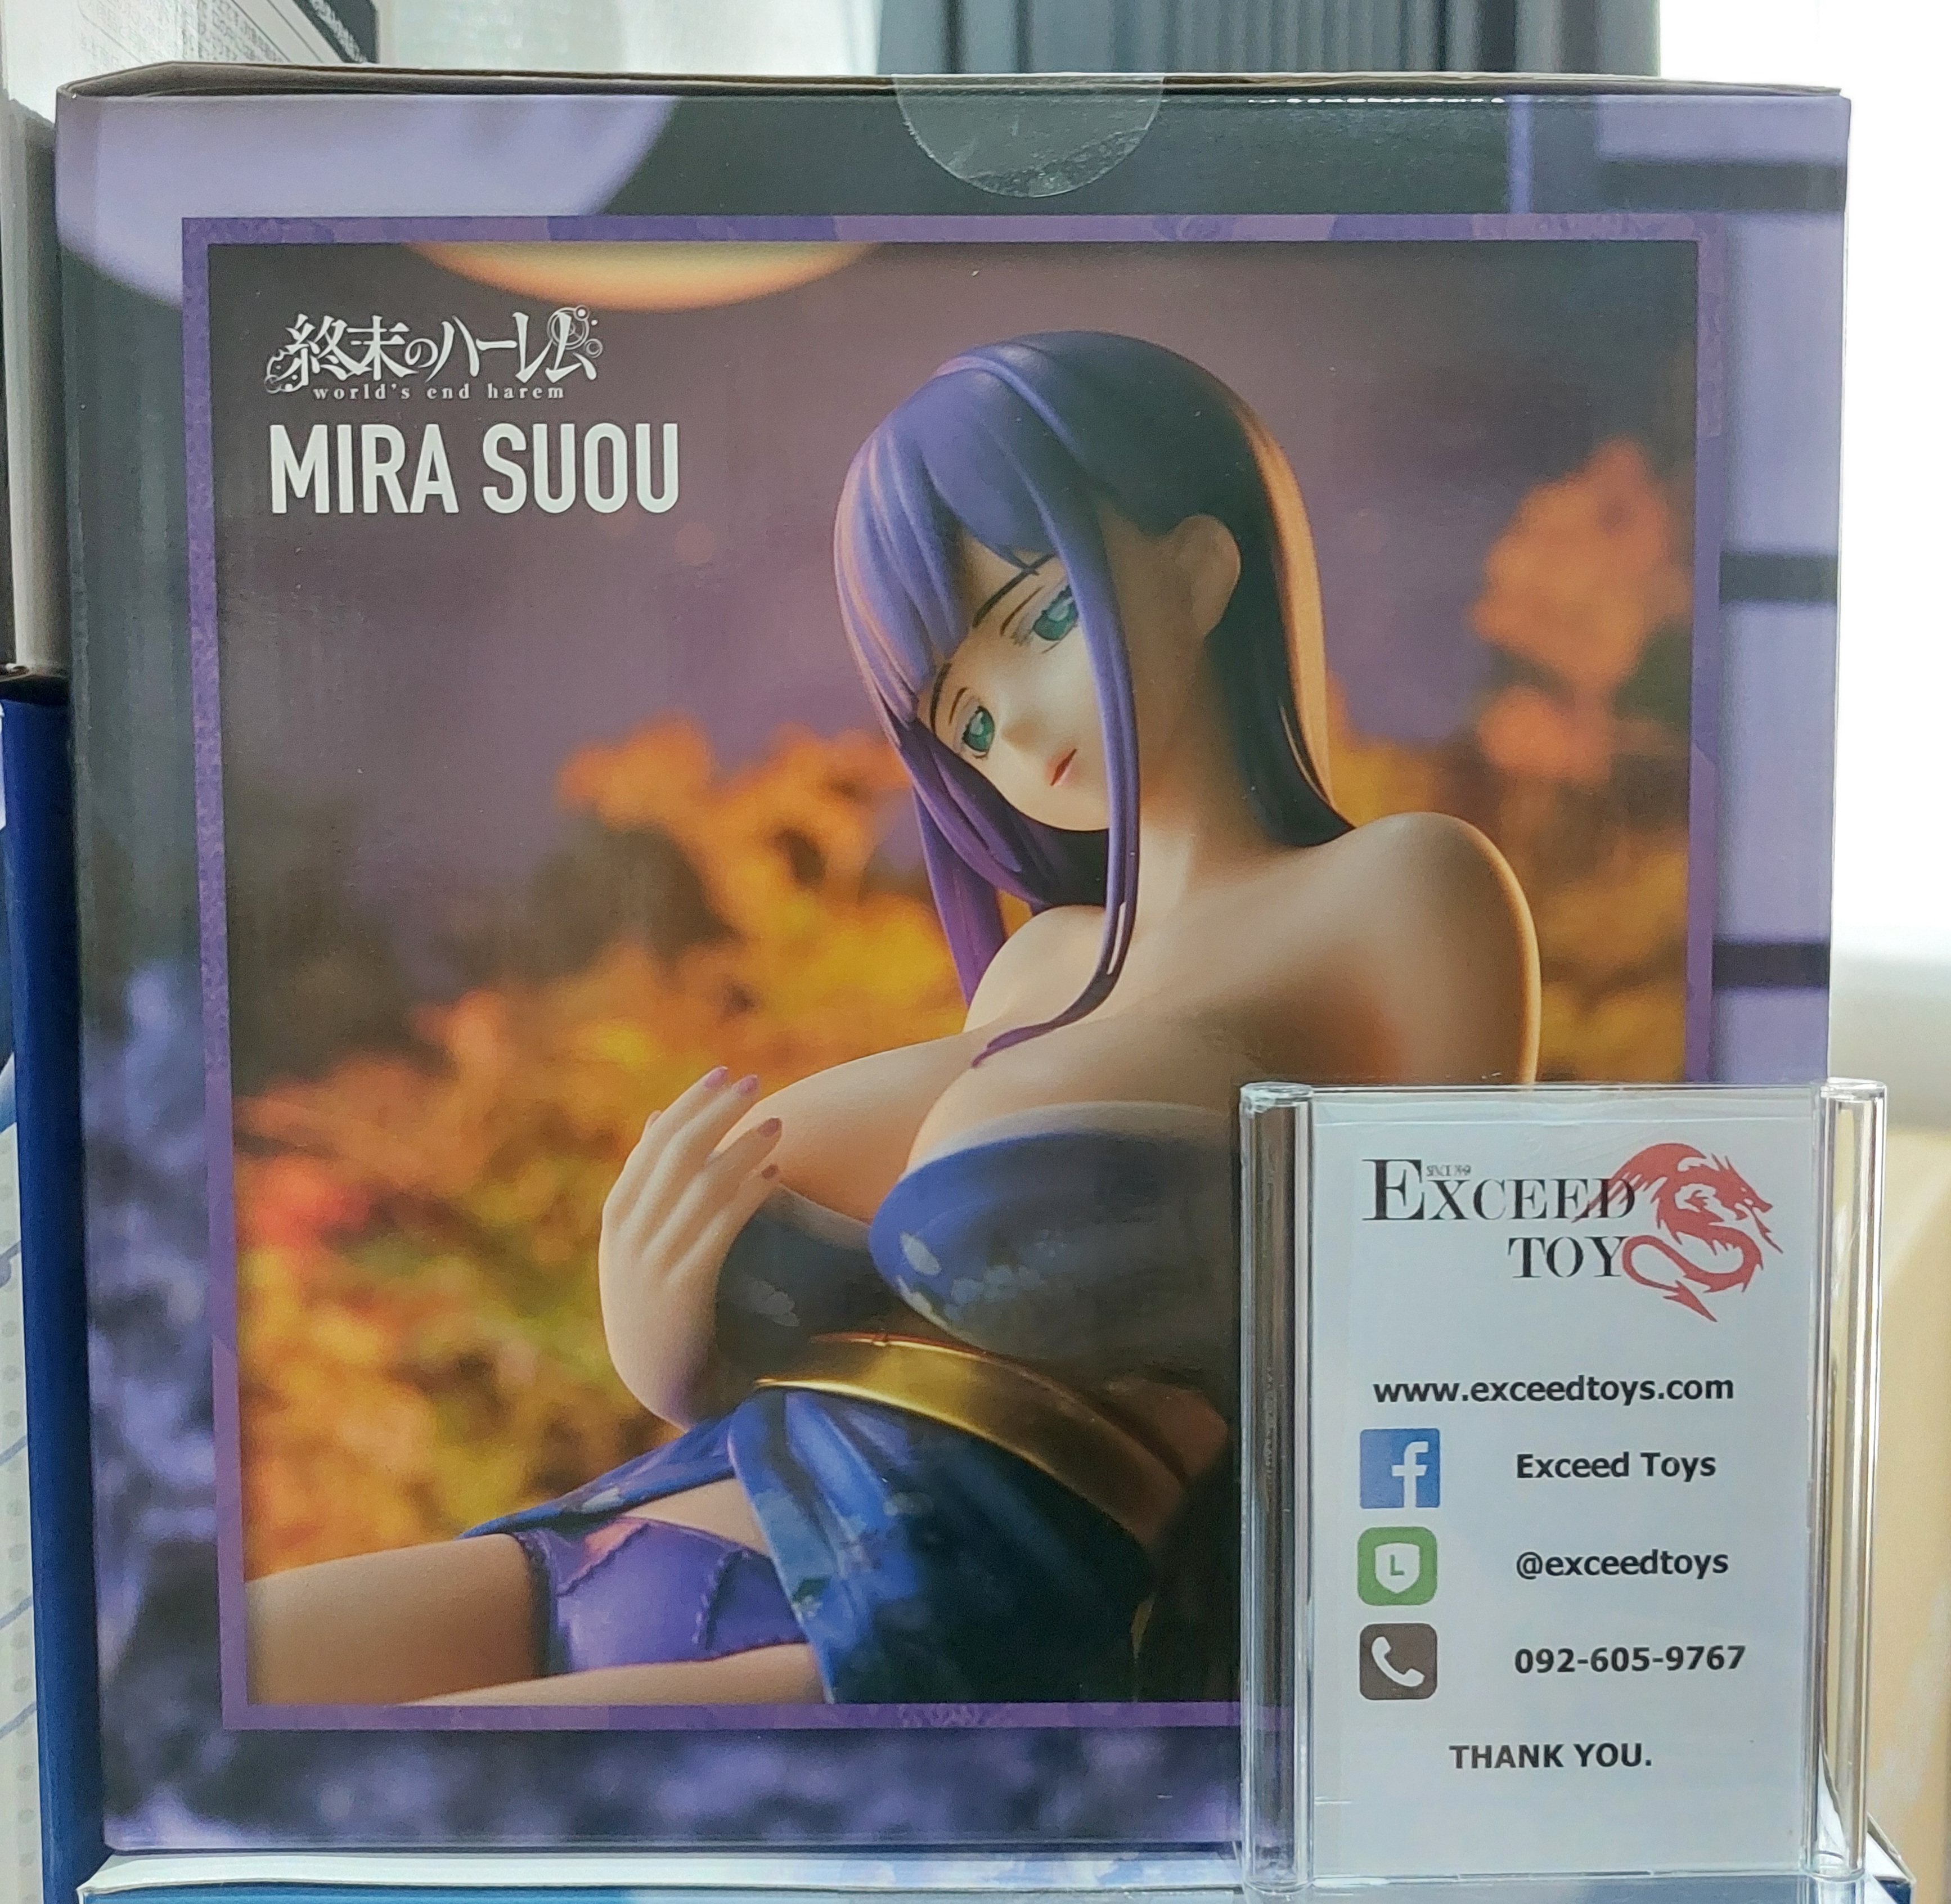 終末のハーレム
world's end harem
MIRA SUOU
EXCEED
TOY
www.exceedtoys.com
Exceed Toys
L
@exceedtoys
092-605-9767
THANK YOU.